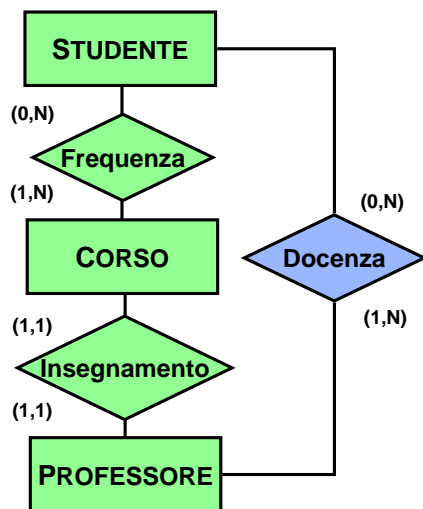 STUDENTE
(0,N)
Frequenza
(1,N)
(0,N)
CORSO
Docenza
(1,1)
(1,N)
Insegnamento
(1,1)
PROFESSORE